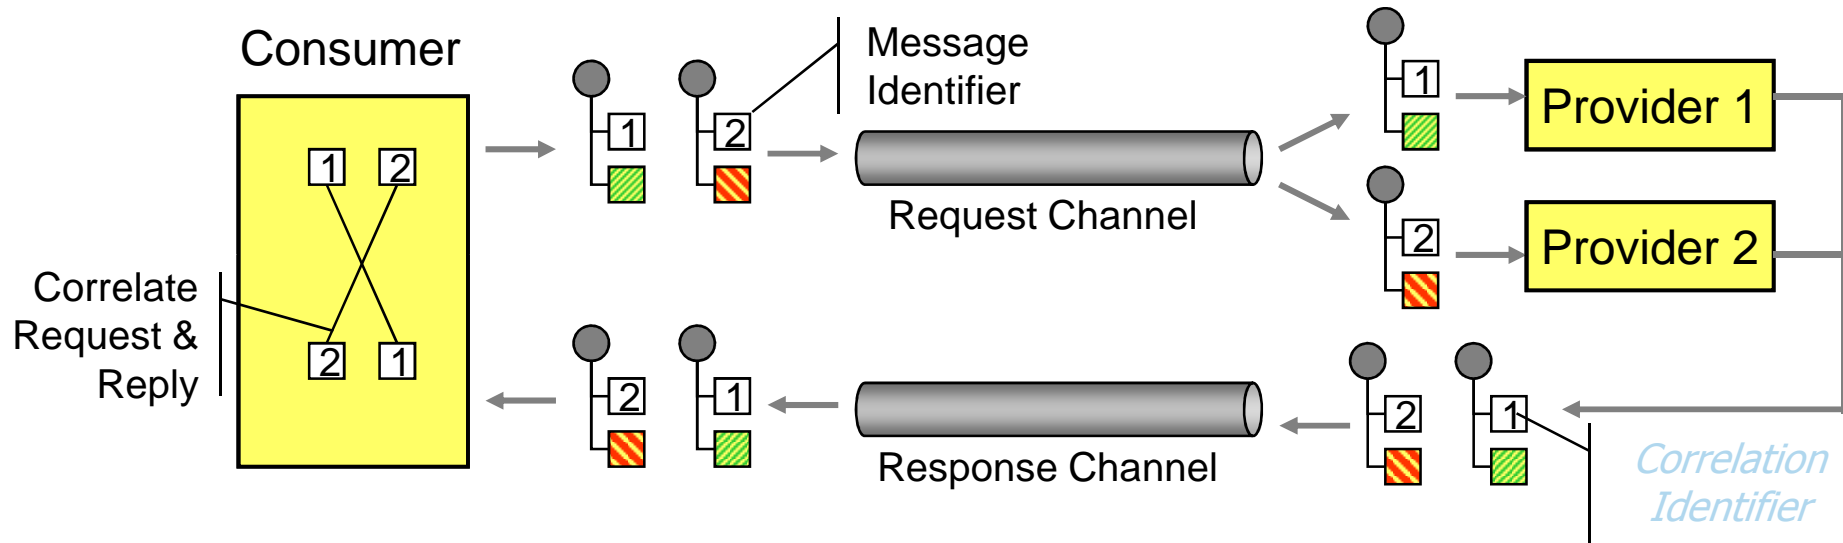 Consumer
Message
Identifier
1
2
1
Provider 1
1
2
Request Channel
2
Provider 2
Correlate
Request &
Reply
2
1
2
1
Response Channel
2
1
Correlation
Identifier